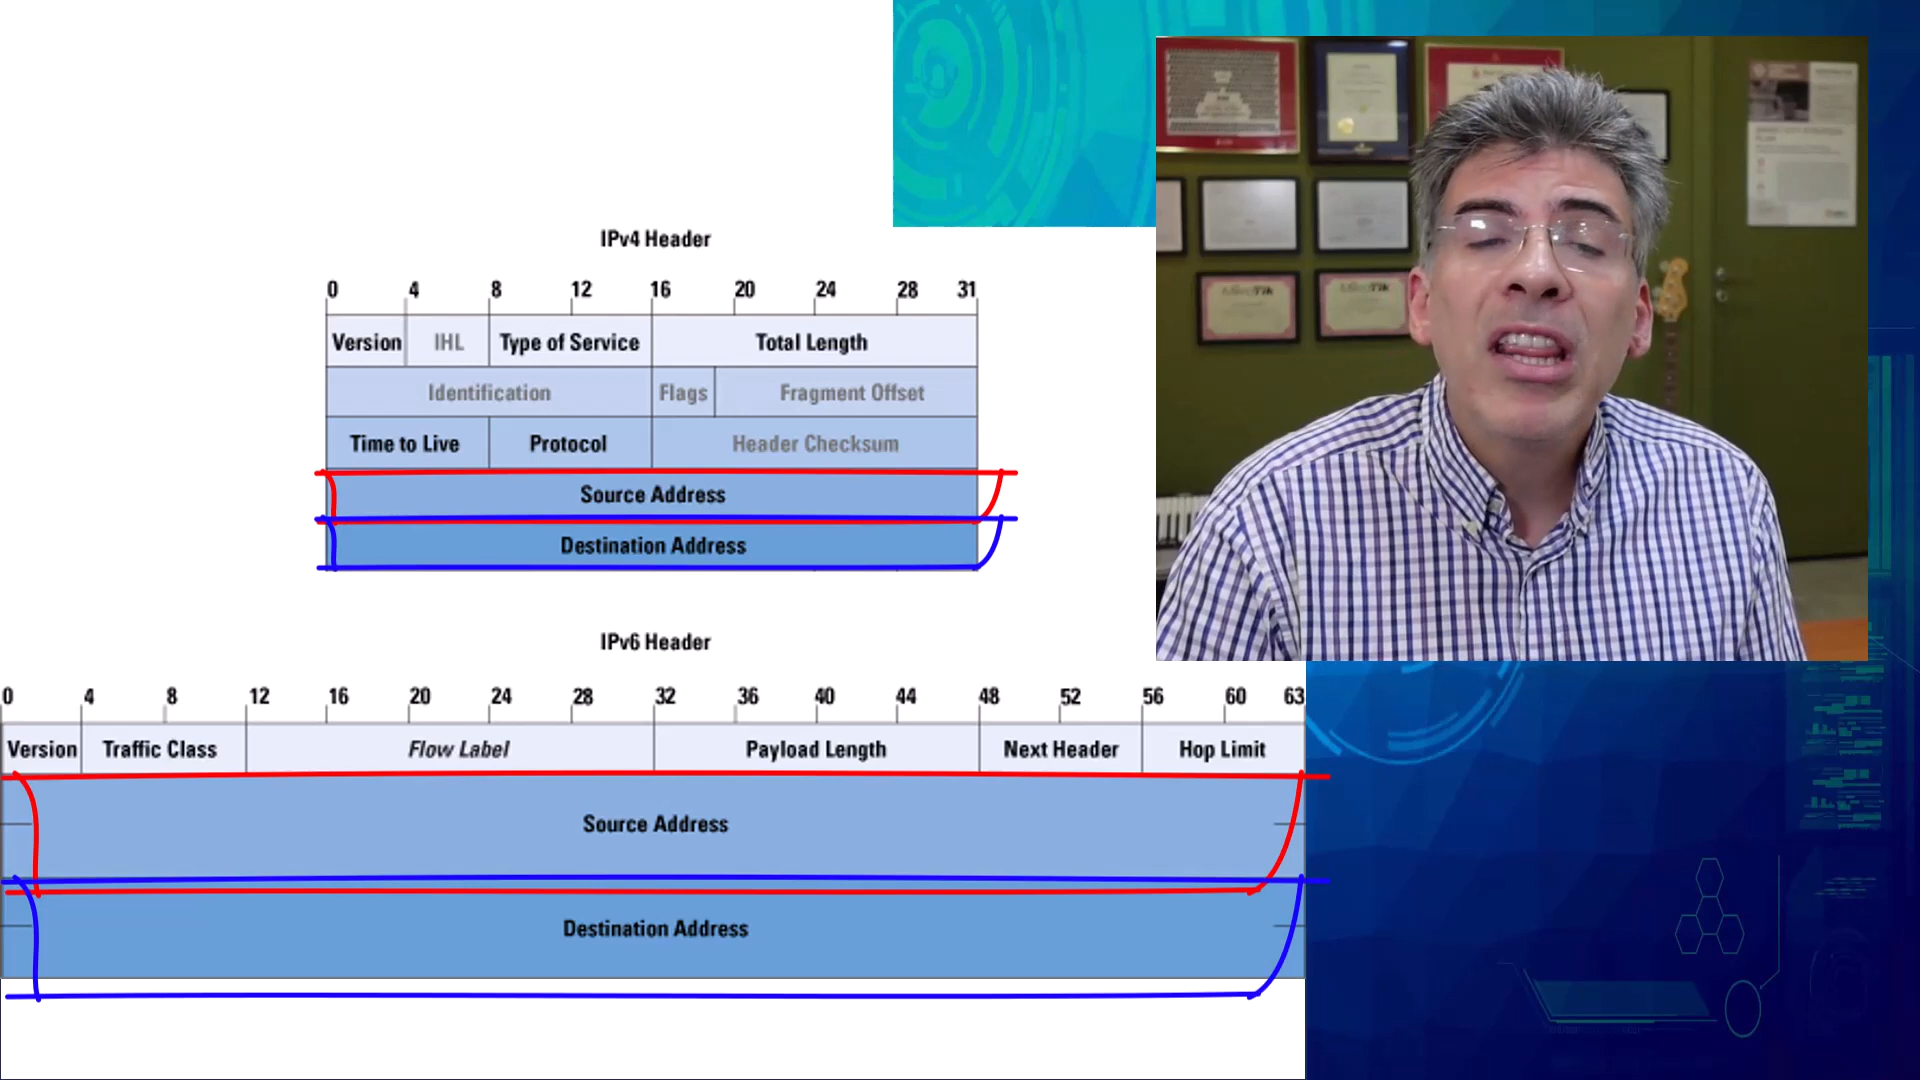 IPv4 Header
0 4 8 12 16 20 24 28 31
Version IHL Type of Service Total Length
Identification Flags Fragment Offset
Time to Live Protocol Header Checksum
Source Address
Destination Address
IPv6 Header
0 4 8 12 16 20 24 28 32 36 40 44 48 52 56 60 63
Version Traffic Class Flow Label Payload Length Next Header Hop Limit
Source Address
Destination Address